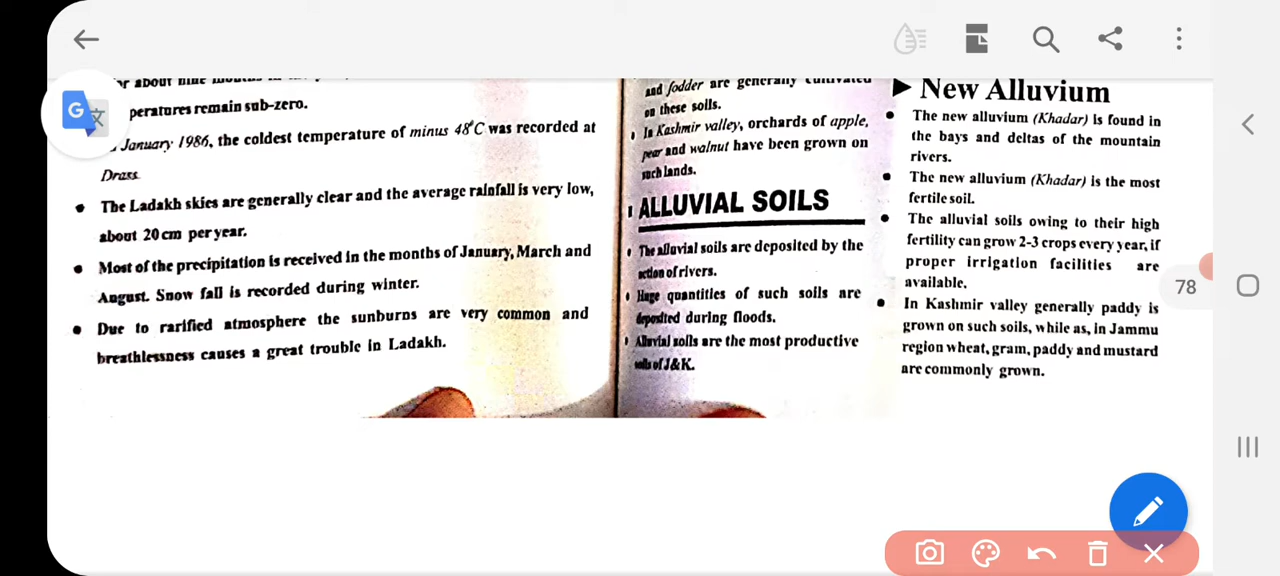 peratures remain sub-zero.
January 1986, the coldest temperature of minus 48°C was recorded at
Drass.
The Ladakh skies are generally clear and the average rainfall is very low,
about 20 cm per year.
Most of the precipitation is received in the months of January, March and
August. Snow fall is recorded during winter.
Due to rarified atmosphere the sunburns are very common and
breathlessness causes a great trouble in Ladakh.
and fodder are generally cultivated
on these soils.
In Kashmir valley, orchards of apple,
pear and walnut have been grown on
such lands.
ALLUVIAL SOILS
The alluvial soils are deposited by the
action of rivers.
Huge quantities of such soils are
deposited during floods.
Alluvial soils are the most productive
soils of J&K.
New Alluvium
The new alluvium (Khadar) is found in
the bays and deltas of the mountain
rivers.
The new alluvium (Khadar) is the most
fertile soil.
The alluvial soils owing to their high
fertility can grow 2-3 crops every year, if
proper irrigation facilities are
available.
In Kashmir valley generally paddy is
grown on such soils, while as, in Jammu
region wheat, gram, paddy and mustard
are commonly grown.
78